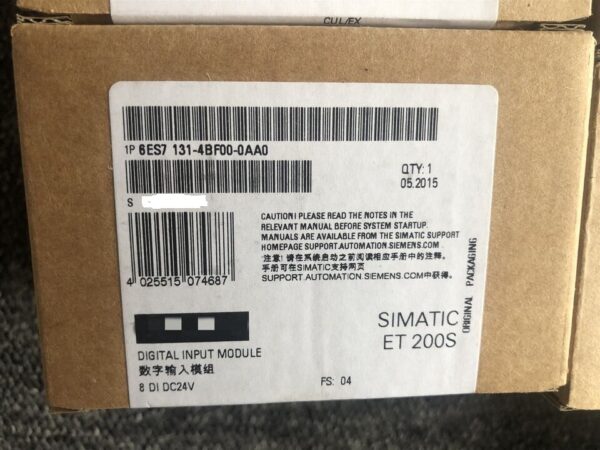 CUL/EX
1P 6ES7 131-4BF00-0AA0
QTY: 1
05.2015
S
CAUTION! PLEASE READ THE NOTES IN THE
RELEVANT MANUAL BEFORE SYSTEM STARTUP.
MANUALS ARE AVAILABLE FROM THE SIMATIC SUPPORT
HOMEPAGE SUPPORT.AUTOMATION.SIEMENS.COM
注意! 请在系统启动之前阅读相应手册中的注释。
手册可在SIMATIC支持网页
SUPPORT.AUTOMATION.SIEMENS.COM中获得。
4 025515 074687
ORIGINAL PACKAGING
SIMATIC
ET 200S
DIGITAL INPUT MODULE
数字输入模组
8 DI DC24V
FS: 04